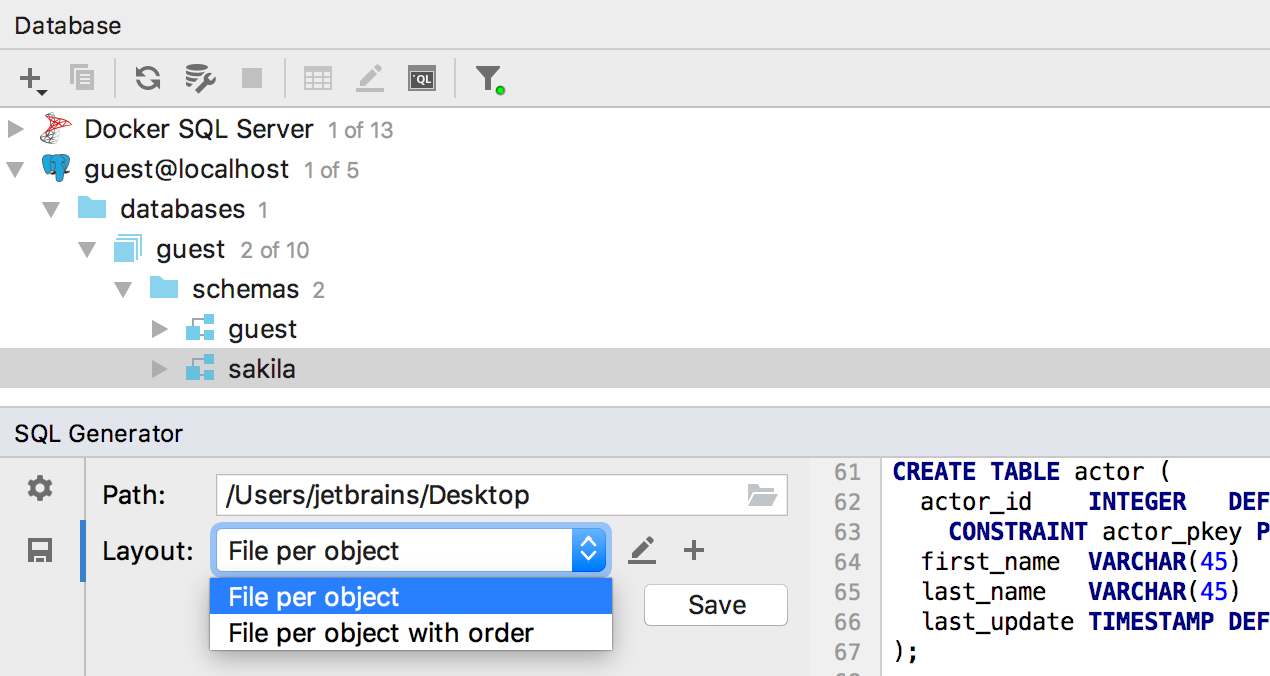 Database
QL
Docker SQL Server 1 of 13
guest@localhost 1 of 5
databases 1
guest 2 of 10
schemas 2
guest
sakila
SQL Generator
Path: /Users/jetbrains/Desktop
Layout: File per object
File per object
File per object with order
Save
61 CREATE TABLE actor (
62 actor_id INTEGER DEF
63 CONSTRAINT actor_pkey P
64 first_name VARCHAR(45)
65 last_name VARCHAR(45)
66 last_update TIMESTAMP DEF
67 );